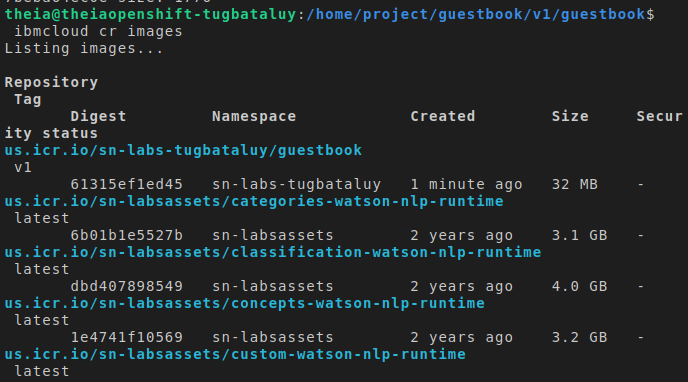 theia@theiaopenshift-tugbataluy:/home/project/guestbook/v1/guestbook$
ibmcloud cr images
Listing images...
Repository
Tag
Digest Namespace Created Size Secur
ity status
us.icr.io/sn-labs-tugbataluy/guestbook
v1
61315ef1ed45 sn-labs-tugbataluy 1 minute ago 32 MB -
us.icr.io/sn-labsassets/categories-watson-nlp-runtime
latest
6b01b1e5527b sn-labsassets 2 years ago 3.1 GB -
us.icr.io/sn-labsassets/classification-watson-nlp-runtime
latest
dbd407898549 sn-labsassets 2 years ago 4.0 GB -
us.icr.io/sn-labsassets/concepts-watson-nlp-runtime
latest
1e4741f10569 sn-labsassets 2 years ago 3.2 GB -
us.icr.io/sn-labsassets/custom-watson-nlp-runtime
latest